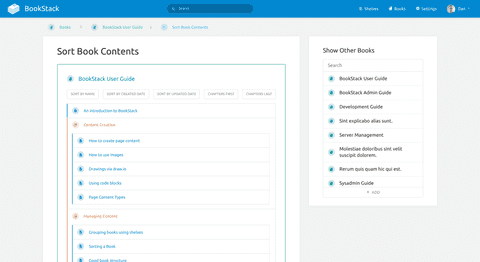 BookStack
Search
Shelves
Books
Settings
Dan
Books
BookStack User Guide
Sort Book Contents
Sort Book Contents
BookStack User Guide
SORT BY NAME
SORT BY CREATED DATE
SORT BY UPDATED DATE
CHAPTERS FIRST
CHAPTERS LAST
An introduction to BookStack
Content Creation
How to create page content
How to use images
Drawings via draw.io
Using code blocks
Page Content Types
Managing Content
Grouping books using shelves
Sorting a Book
Good book structure
Show Other Books
Search
BookStack User Guide
BookStack Admin Guide
Development Guide
Sint explicabo alias sunt.
Server Management
Molestiae doloribus sint velit
suscipit dolorem.
Rerum quis quam hic qui est.
Sysadmin Guide
+ ADD